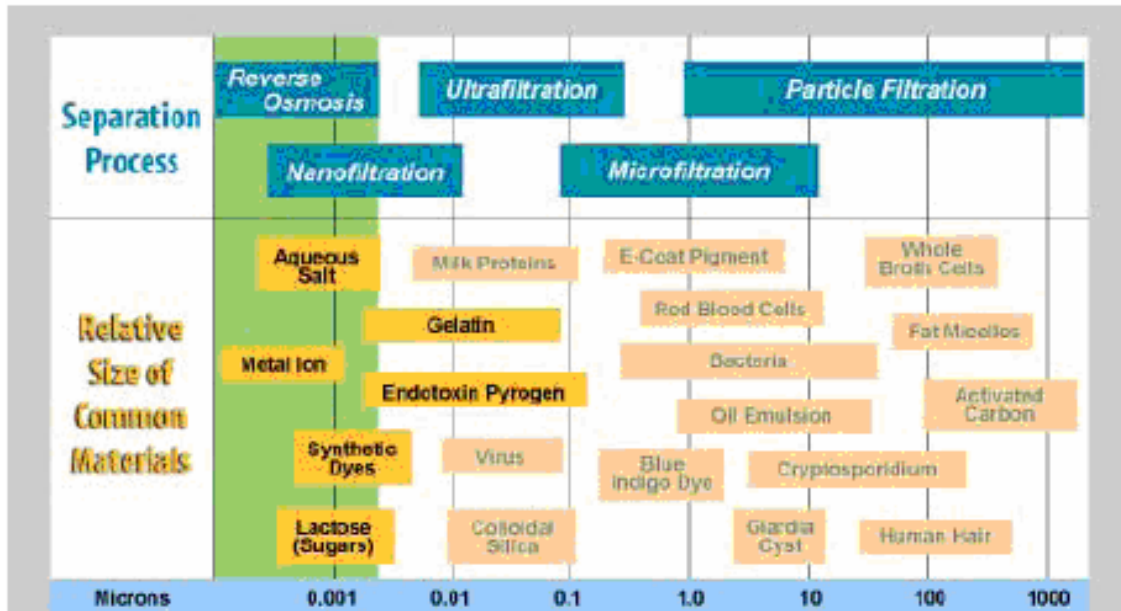 Reverse
Osmosis
Ultrafiltration
Particle Filtration
Separation
Process
Nanofiltration
Microfiltration
Aqueous
Salt
Milk Proteins
E-Coat Pigment
Whole
Broth Cells
Red Blood Cells
Gelatin
Fat Micelles
Relative
Size of
Common
Materials
Metal Ion
Bacteria
Endotoxin Pyrogen
Activated
Carbon
Oil Emulsion
Synthetic
Dyes
Virus
Blue
Indigo Dye
Cryptosporidium
Lactose
(Sugars)
Colloidal
Silica
Giardia
Cyst
Human Hair
Microns 0.001 0.01 0.1 1.0 10 100 1000